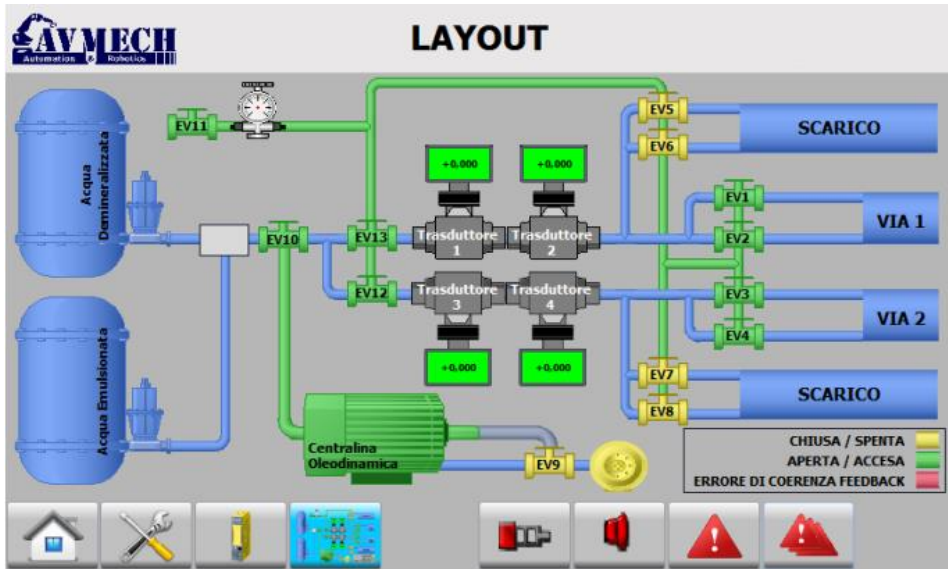 AVMECH
Automation & Robotics
LAYOUT
Acqua
Demineralizzata
EV11
EV5
EV6
SCARICO
+0,000
+0,000
EV1
EV2
VIA 1
EV10
EV13
Trasduttore
1
Trasduttore
2
EV12
Trasduttore
3
Trasduttore
4
EV3
EV4
VIA 2
Acqua Emulsionata
+0,000
+0,000
EV7
EV8
SCARICO
Centralina
Oleodinamica
EV9
CHIUSA / SPENTA
APERTA / ACCESA
ERRORE DI COERENZA FEEDBACK